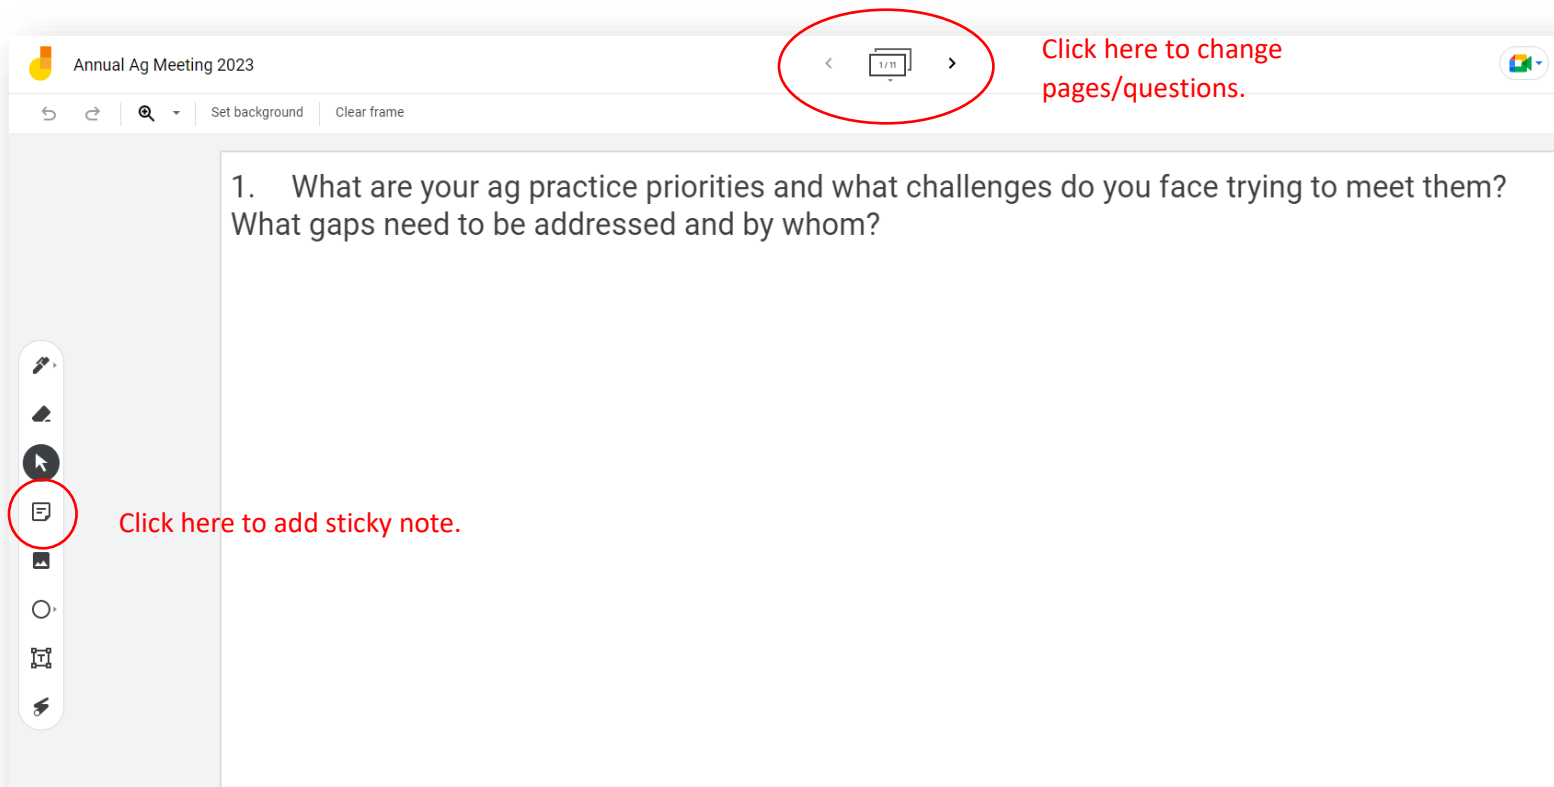 Annual Ag Meeting 2023
1 / 11
Click here to change
pages/questions.
Set background
Clear frame
1. What are your ag practice priorities and what challenges do you face trying to meet them?
What gaps need to be addressed and by whom?
Click here to add sticky note.
T